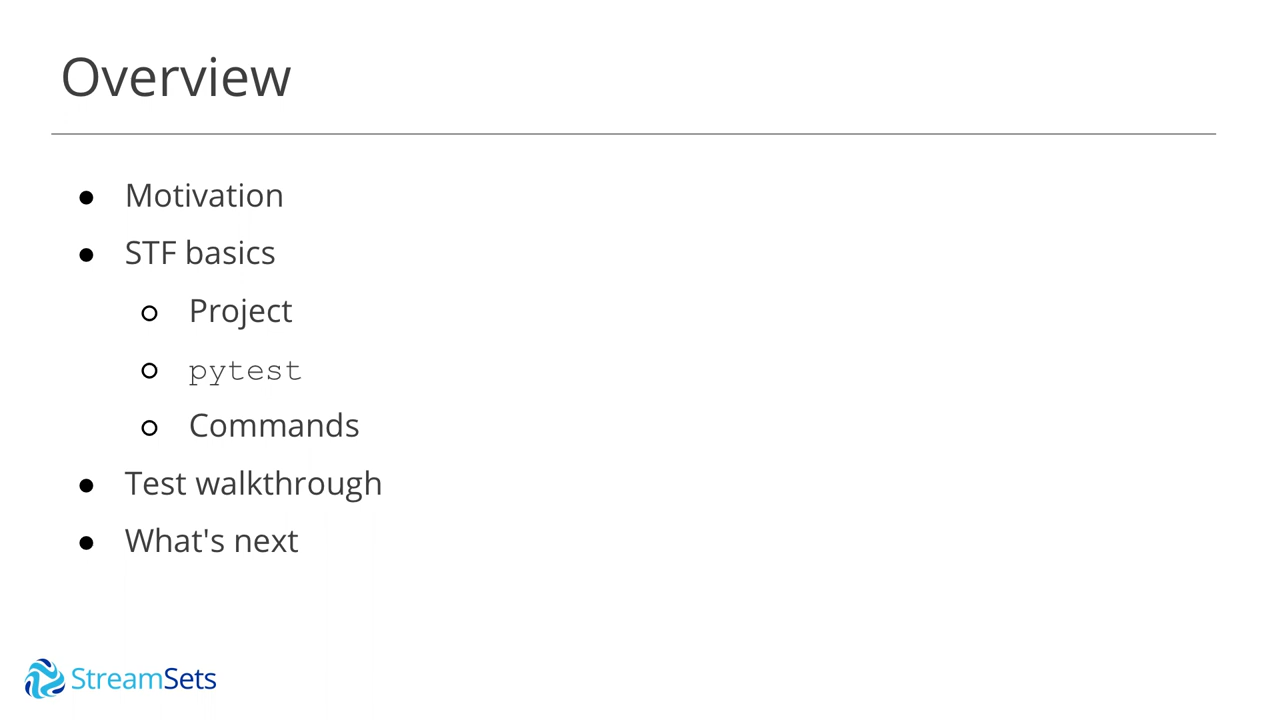 Overview
● Motivation
● STF basics
○ Project
○ pytest
○ Commands
● Test walkthrough
● What's next
StreamSets